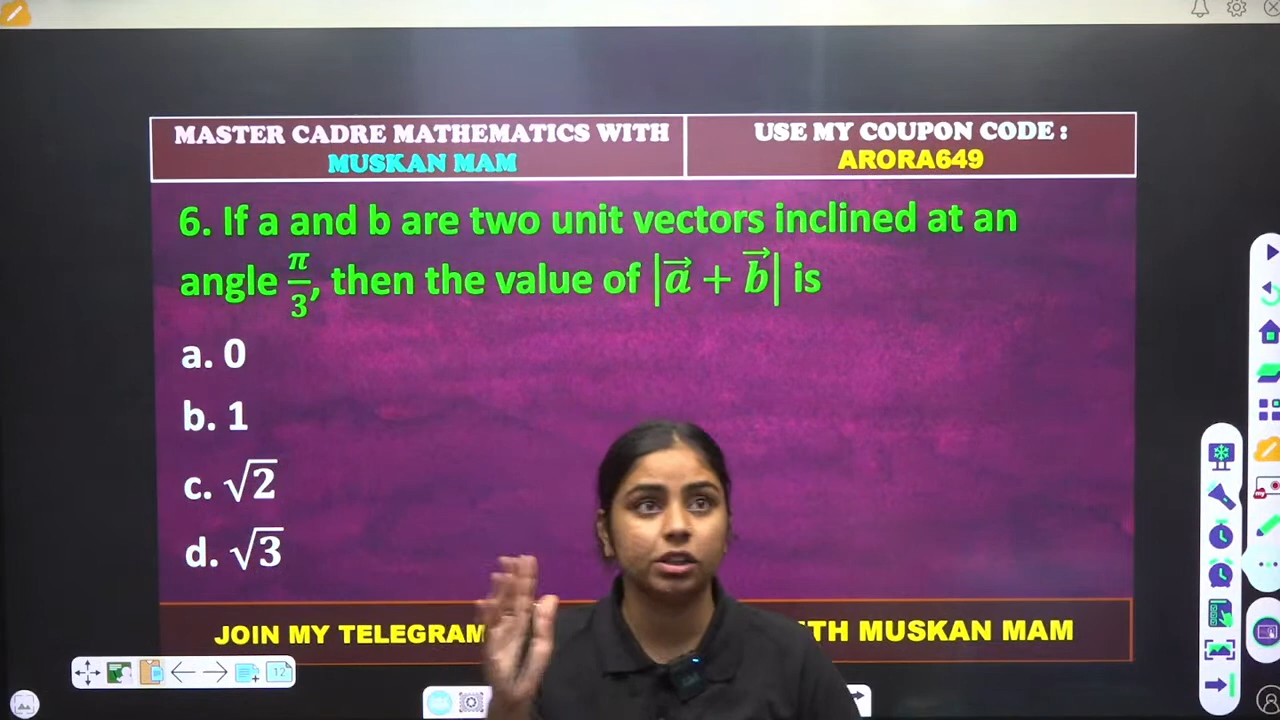 MASTER CADRE MATHEMATICS WITH
MUSKAN MAM
USE MY COUPON CODE :
ARORA649
6. If a and b are two unit vectors inclined at an
angle π/3, then the value of |a⃗ + b⃗| is
a. 0
b. 1
c. √2
d. √3
JOIN MY TELEGRAM
TH MUSKAN MAM
12